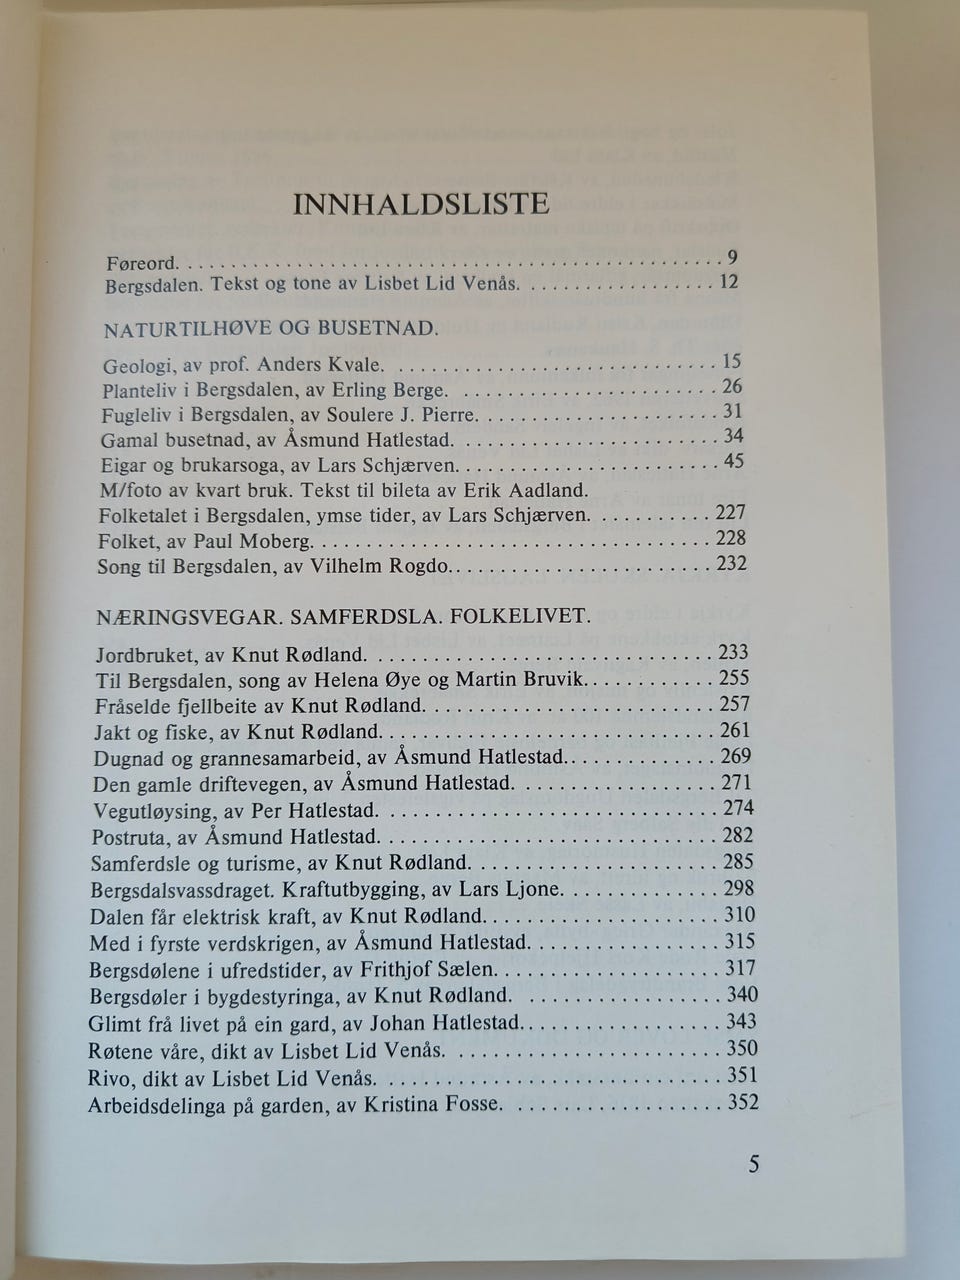 INNHALDSLISTE
Føreord. . . . . . . . . . . . . . . . . . . . . . . . . . . . . . . . . . . . . . . . . . . . . . . . . 9
Bergsdalen. Tekst og tone av Lisbet Lid Venås. . . . . . . . . . . . . . . . . . 12
NATURTILHØVE OG BUSETNAD.
Geologi, av prof. Anders Kvale. . . . . . . . . . . . . . . . . . . . . . . . . . . . . . 15
Planteliv i Bergsdalen, av Erling Berge. . . . . . . . . . . . . . . . . . . . . . . . 26
Fugleliv i Bergsdalen, av Soulere J. Pierre. . . . . . . . . . . . . . . . . . . . . . 31
Gamal busetnad, av Åsmund Hatlestad. . . . . . . . . . . . . . . . . . . . . . . . 34
Eigar og brukarsoga, av Lars Schjærven. . . . . . . . . . . . . . . . . . . . . . . . 45
M/foto av kvart bruk. Tekst til bileta av Erik Aadland.
Folketalet i Bergsdalen, ymse tider, av Lars Schjærven. . . . . . . . . . . 227
Folket, av Paul Moberg. . . . . . . . . . . . . . . . . . . . . . . . . . . . . . . . . . . . 228
Song til Bergsdalen, av Vilhelm Rogdo. . . . . . . . . . . . . . . . . . . . . . . . 232
NÆRINGSVEGAR. SAMFERDSLA. FOLKELIVET.
Jordbruket, av Knut Rødland. . . . . . . . . . . . . . . . . . . . . . . . . . . . . . . 233
Til Bergsdalen, song av Helena Øye og Martin Bruvik. . . . . . . . . . . . 255
Fråselde fjellbeite av Knut Rødland. . . . . . . . . . . . . . . . . . . . . . . . . . 257
Jakt og fiske, av Knut Rødland. . . . . . . . . . . . . . . . . . . . . . . . . . . . . . 261
Dugnad og grannesamarbeid, av Åsmund Hatlestad. . . . . . . . . . . . . . 269
Den gamle driftevegen, av Åsmund Hatlestad. . . . . . . . . . . . . . . . . . . 271
Vegutløysing, av Per Hatlestad. . . . . . . . . . . . . . . . . . . . . . . . . . . . . . 274
Postruta, av Åsmund Hatlestad. . . . . . . . . . . . . . . . . . . . . . . . . . . . . . 282
Samferdsle og turisme, av Knut Rødland. . . . . . . . . . . . . . . . . . . . . . 285
Bergsdalsvassdraget. Kraftutbygging, av Lars Ljone. . . . . . . . . . . . . . 298
Dalen får elektrisk kraft, av Knut Rødland. . . . . . . . . . . . . . . . . . . . . 310
Med i fyrste verdskrigen, av Åsmund Hatlestad. . . . . . . . . . . . . . . . . 315
Bergsdølene i ufredstider, av Frithjof Sælen. . . . . . . . . . . . . . . . . . . . 317
Bergsdøler i bygdestyringa, av Knut Rødland. . . . . . . . . . . . . . . . . . . 340
Glimt frå livet på ein gard, av Johan Hatlestad. . . . . . . . . . . . . . . . . . 343
Røtene våre, dikt av Lisbet Lid Venås. . . . . . . . . . . . . . . . . . . . . . . . . 350
Rivo, dikt av Lisbet Lid Venås. . . . . . . . . . . . . . . . . . . . . . . . . . . . . . . 351
Arbeidsdelinga på garden, av Kristina Fosse. . . . . . . . . . . . . . . . . . . . 352
5